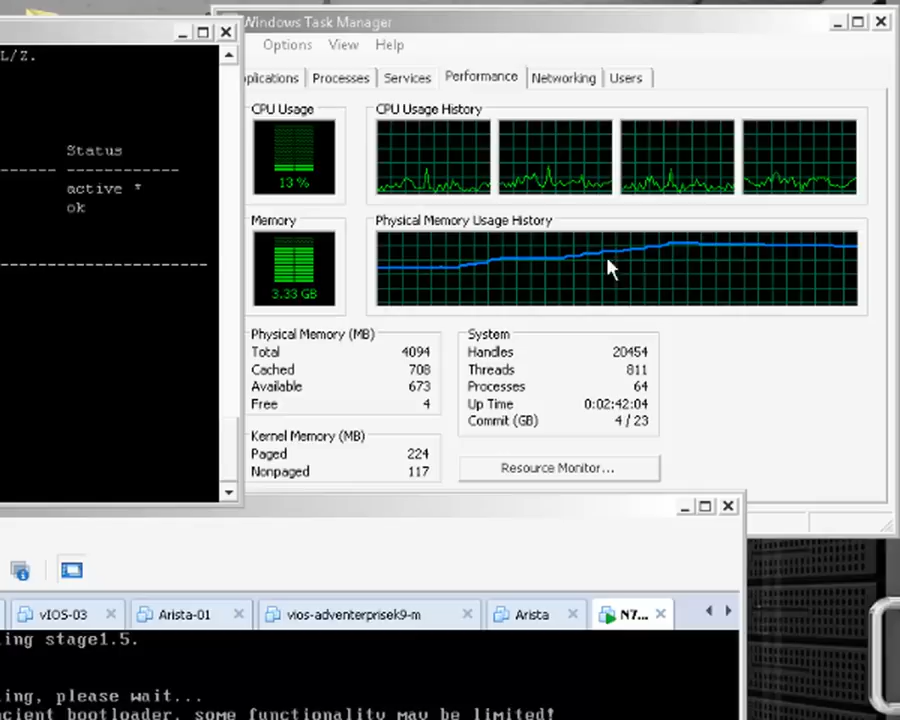 Windows Task Manager
Options View Help
plications Processes Services Performance Networking Users
L/Z.
Status
------ ------------------
active *
ok
CPU Usage
CPU Usage History
13 %
Memory
Physical Memory Usage History
3.33 GB
Physical Memory (MB)
Total 4094
Cached 708
Available 673
Free 4
Kernel Memory (MB)
Paged 224
Nonpaged 117
System
Handles 20454
Threads 811
Processes 64
Up Time 0:02:42:04
Commit (GB) 4 / 23
Resource Monitor...
vIOS-03 Arista-01 vios-adventerprisek9-m Arista N7...
ing stage1.5.
ing, please wait...
cient bootloader, some functionality may be limited!